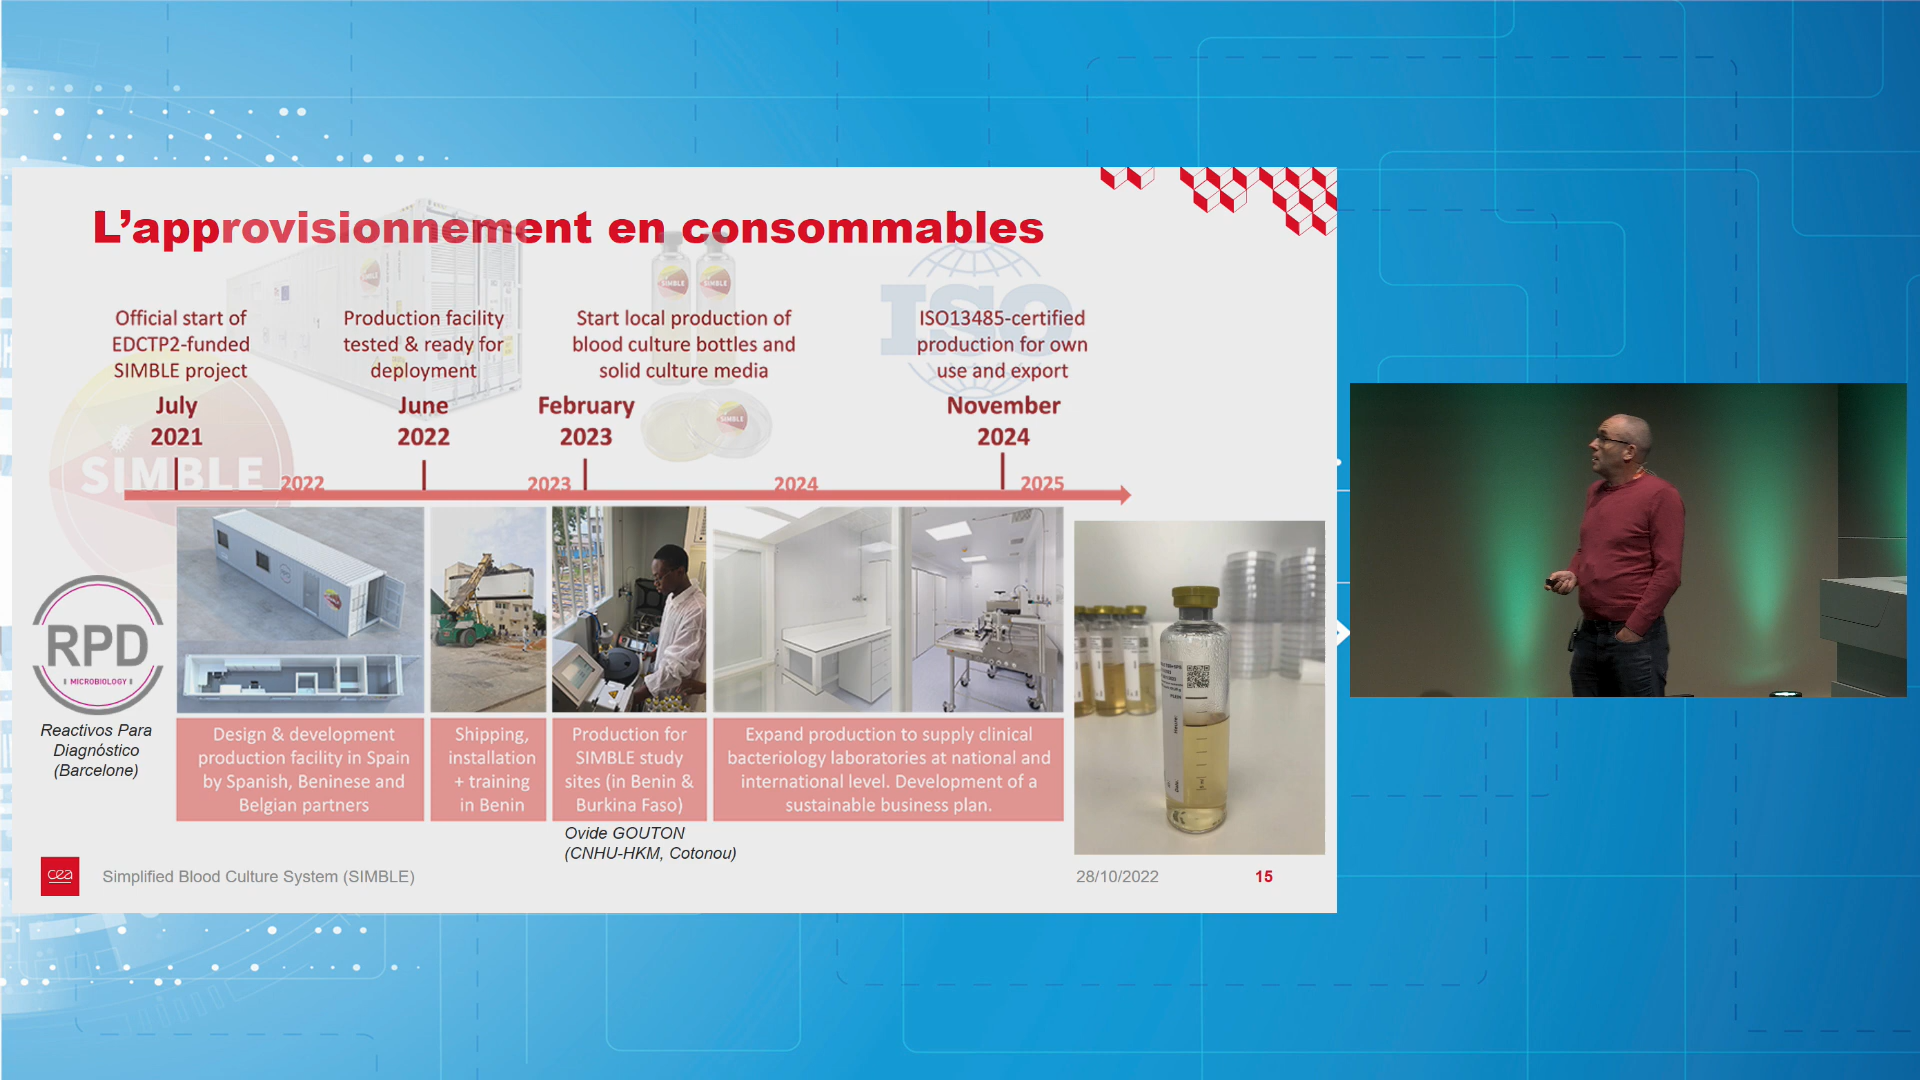 L'approvisionnement en consommables
SIMBLE
SIMBLE
ISO
Official start of
EDCTP2-funded
SIMBLE project
Production facility
tested & ready for
deployment
Start local production of
blood culture bottles and
solid culture media
ISO13485-certified
production for own
use and export
July
2021
June
2022
February
2023
November
2024
SIMBLE
SIMBLE
2022
2023
2024
2025
RPD
MICROBIOLOGY
Reactivos Para
Diagnóstico
(Barcelone)
Design & development
production facility in Spain
by Spanish, Beninese and
Belgian partners
Shipping,
installation
+ training
in Benin
Production for
SIMBLE study
sites (in Benin &
Burkina Faso)
Expand production to supply clinical
bacteriology laboratories at national and
international level. Development of a
sustainable business plan.
Ovide GOUTON
(CNHU-HKM, Cotonou)
cea
Simplified Blood Culture System (SIMBLE)
28/10/2022
15